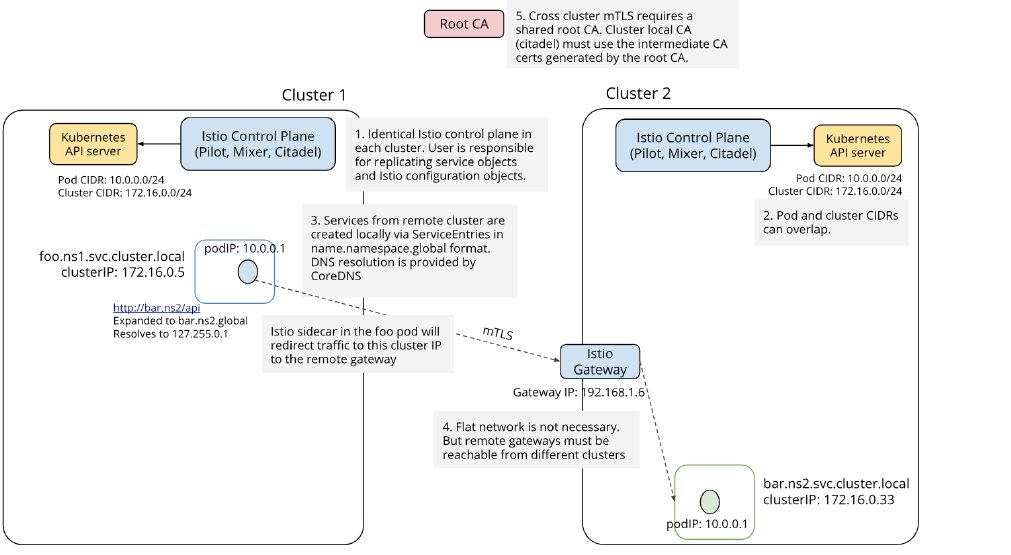 Root CA
5. Cross cluster mTLS requires a
shared root CA. Cluster local CA
(citadel) must use the intermediate CA
certs generated by the root CA.
Cluster 1
Kubernetes
API server
Istio Control Plane
(Pilot, Mixer, Citadel)
Pod CIDR: 10.0.0.0/24
Cluster CIDR: 172.16.0.0/24
1. Identical Istio control plane in
each cluster. User is responsible
for replicating service objects
and Istio configuration objects.
Cluster 2
Istio Control Plane
(Pilot, Mixer, Citadel)
Kubernetes
API server
Pod CIDR: 10.0.0.0/24
Cluster CIDR: 172.16.0.0/24
2. Pod and cluster CIDRs
can overlap.
3. Services from remote cluster are
created locally via ServiceEntries in
name.namespace.global format.
DNS resolution is provided by
CoreDNS
foo.ns1.svc.cluster.local
clusterIP: 172.16.0.5
podIP: 10.0.0.1
http://bar.ns2/api
Expanded to bar.ns2.global
Resolves to 127.255.0.1
Istio sidecar in the foo pod will
redirect traffic to this cluster IP
to the remote gateway
mTLS
Istio
Gateway
Gateway IP: 192.168.1.6
4. Flat network is not necessary.
But remote gateways must be
reachable from different clusters
bar.ns2.svc.cluster.local
clusterIP: 172.16.0.33
podIP: 10.0.0.1